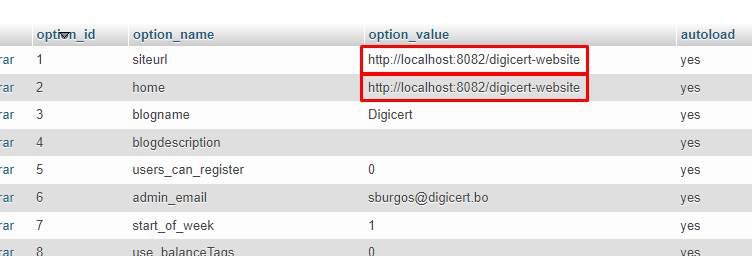 option_id option_name option_value autoload
rar 1 siteurl http://localhost:8082/digicert-website yes
rar 2 home http://localhost:8082/digicert-website yes
rar 3 blogname Digicert yes
rar 4 blogdescription yes
rar 5 users_can_register 0 yes
rar 6 admin_email sburgos@digicert.bo yes
rar 7 start_of_week 1 yes
rar 8 use_balanceTags 0 yes